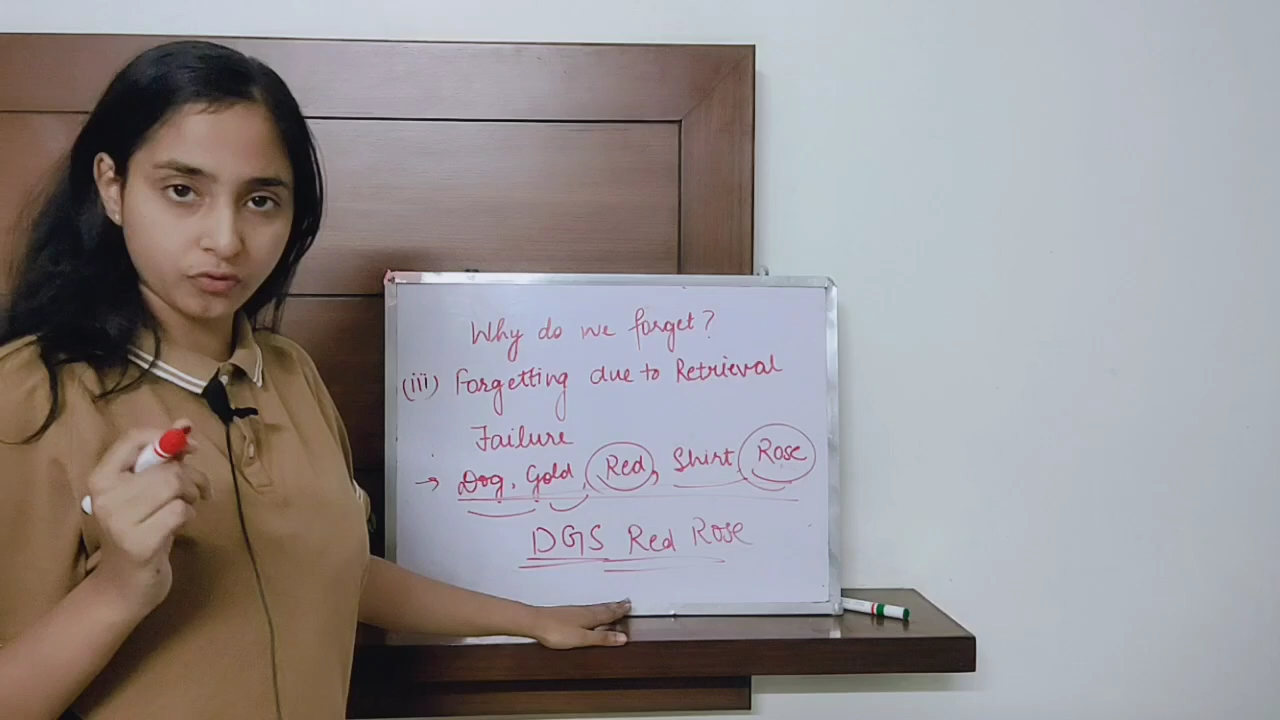 Why do we forget?
(iii) Forgetting due to Retrieval
Failure
→ Dog, Gold, Red, Shirt Rose
DGS Red Rose